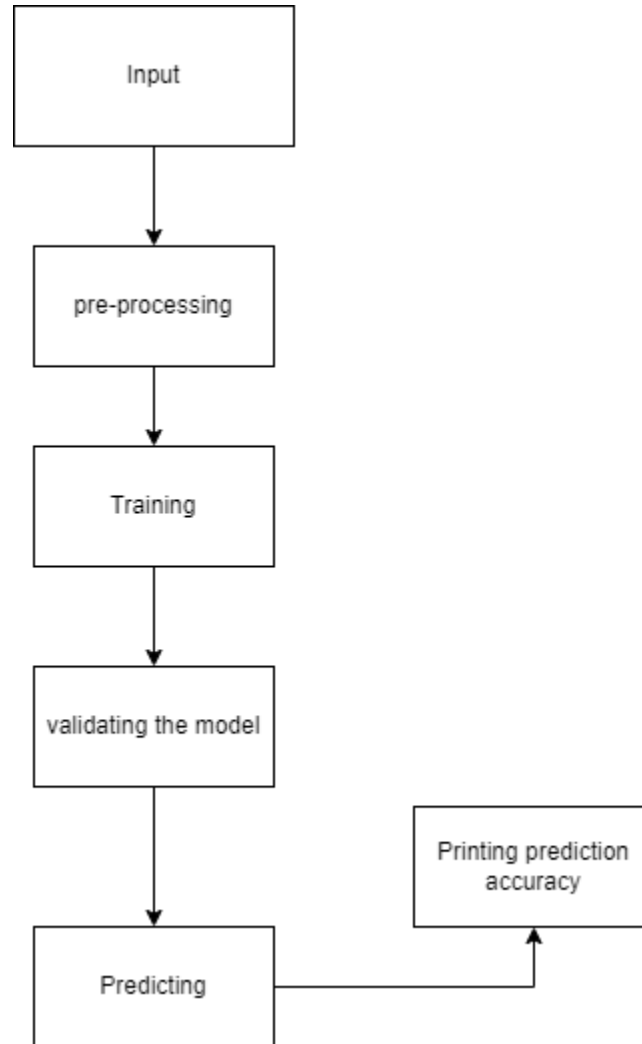 Input
pre-processing
Training
validating the model
Printing prediction
accuracy
Predicting